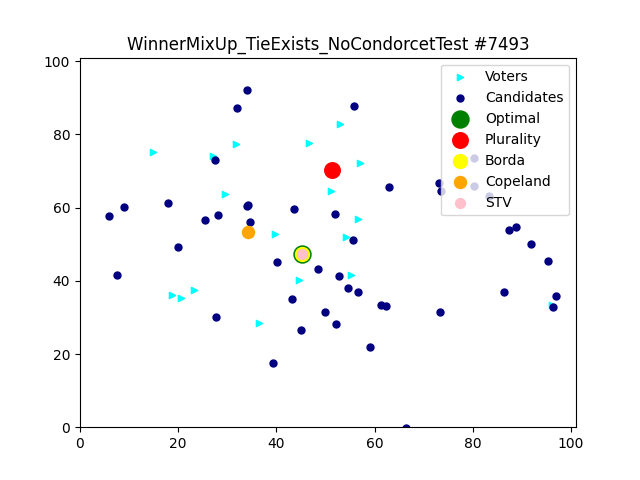 WinnerMixUp_TieExists_NoCondorcetTest #7493
100
80
60
40
20
0
0
20
40
60
80
100
Voters
Candidates
Optimal
Plurality
Borda
Copeland
STV